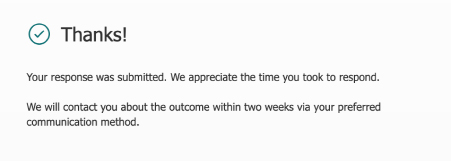 Thanks!
Your response was submitted. We appreciate the time you took to respond.
We will contact you about the outcome within two weeks via your preferred
communication method.